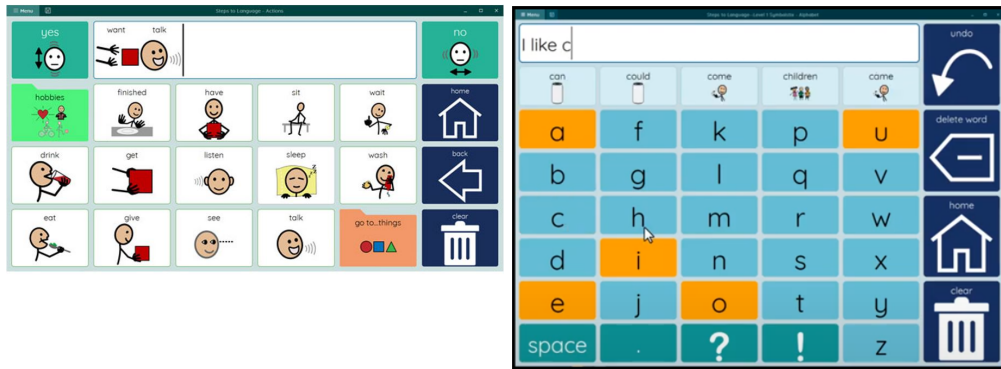 Menu
Steps to Language - Actions
yes
want talk
no
hobbies
finished have sit wait
home
drink get listen sleep wash
back
eat give see talk
go to...things
clear
Menu
Steps to Language - Level 1 Symbolstix - Alphabet
I like c
undo
can could come children came
a f k p u
delete word
b g l q v
c h m r w
home
d i n s x
e j o t y
clear
space . ? ! z